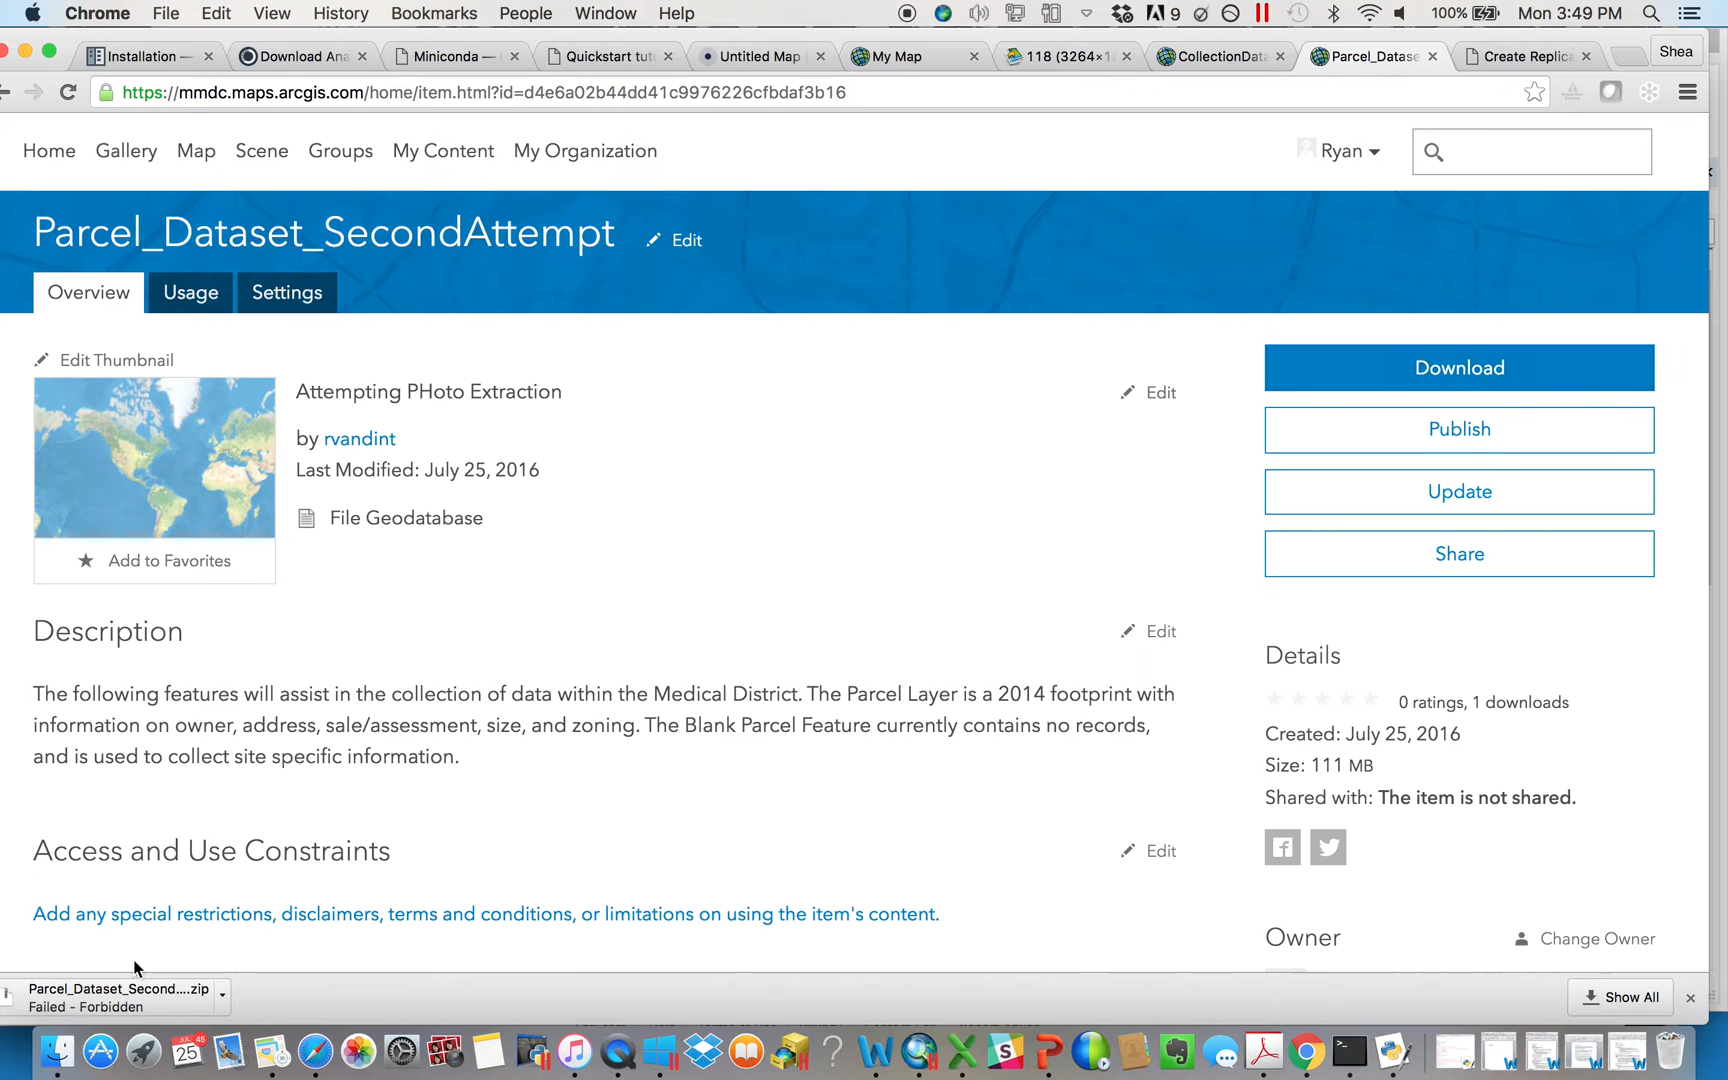 Chrome File Edit View History Bookmarks People Window Help 9 100% Mon 3:49 PM
Installation — Download Ana Miniconda — Quickstart tut Untitled Map My Map 118 (3264×1 CollectionData Parcel_Datase Create Replica Shea
https://mmdc.maps.arcgis.com/home/item.html?id=d4e6a02b44dd41c9976226cfbdaf3b16
Home Gallery Map Scene Groups My Content My Organization Ryan
Parcel_Dataset_SecondAttempt Edit
Overview Usage Settings
Edit Thumbnail
Attempting PHoto Extraction Edit
by rvandint
Last Modified: July 25, 2016
File Geodatabase
Add to Favorites
Download
Publish
Update
Share
Description Edit
The following features will assist in the collection of data within the Medical District. The Parcel Layer is a 2014 footprint with
information on owner, address, sale/assessment, size, and zoning. The Blank Parcel Feature currently contains no records,
and is used to collect site specific information.
Details
0 ratings, 1 downloads
Created: July 25, 2016
Size: 111 MB
Shared with: The item is not shared.
Access and Use Constraints Edit
Add any special restrictions, disclaimers, terms and conditions, or limitations on using the item's content.
Owner Change Owner
Parcel_Dataset_Second....zip
Failed - Forbidden
Show All
JUL 45
25